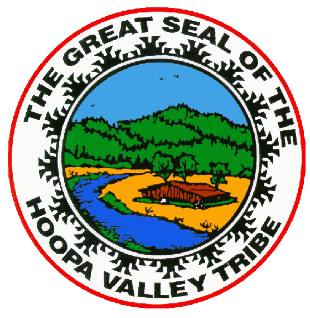 THE GREAT SEAL OF THE
HOOPA VALLEY TRIBE